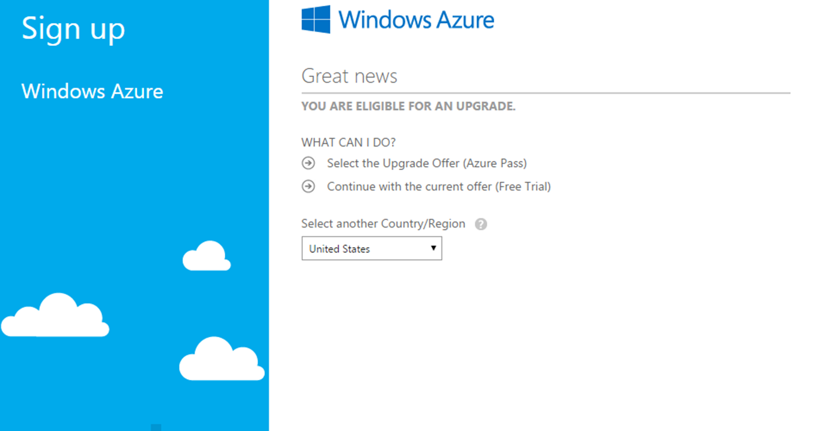 Sign up
Windows Azure
Windows Azure
Great news
YOU ARE ELIGIBLE FOR AN UPGRADE.
WHAT CAN I DO?
Select the Upgrade Offer (Azure Pass)
Continue with the current offer (Free Trial)
Select another Country/Region ?
United States